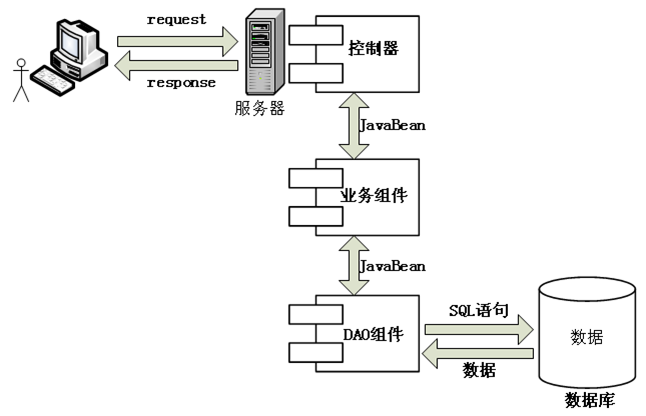 request
response
服务器
控制器
JavaBean
业务组件
JavaBean
DAO组件
SQL语句
数据
数据
数据库